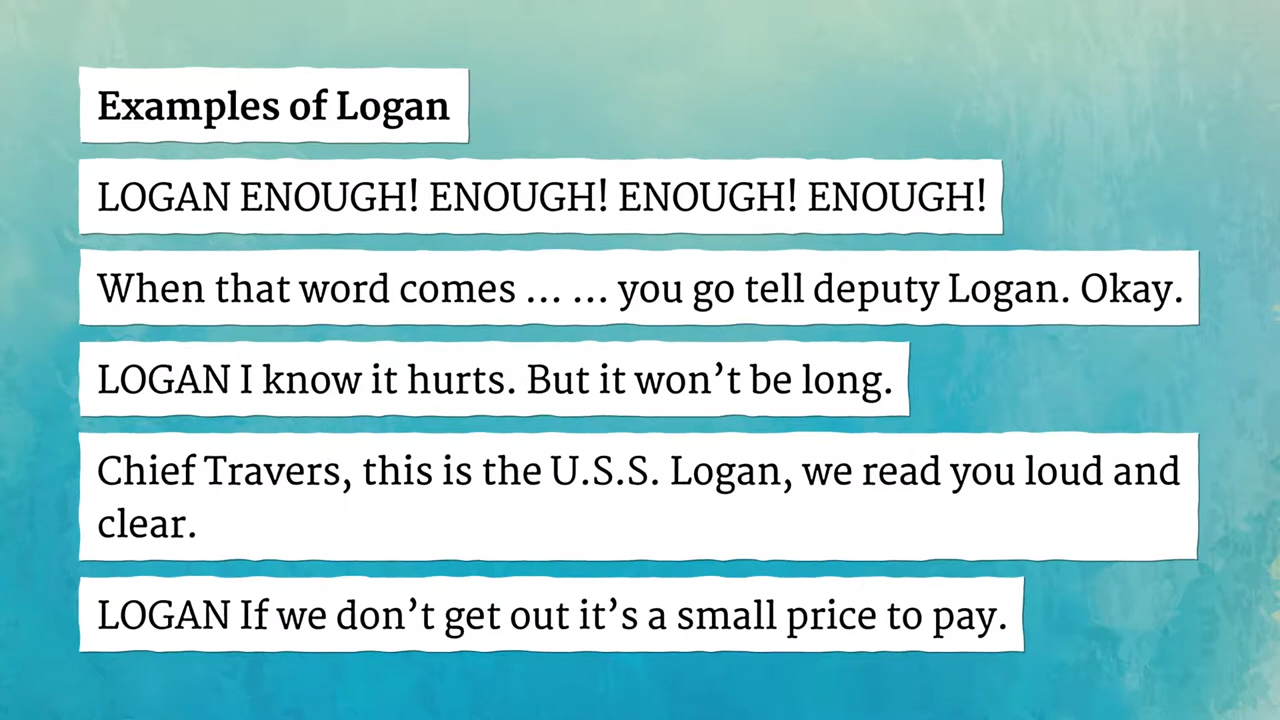 Examples of Logan
LOGAN ENOUGH! ENOUGH! ENOUGH! ENOUGH!
When that word comes ... ... you go tell deputy Logan. Okay.
LOGAN I know it hurts. But it won’t be long.
Chief Travers, this is the U.S.S. Logan, we read you loud and
clear.
LOGAN If we don’t get out it’s a small price to pay.